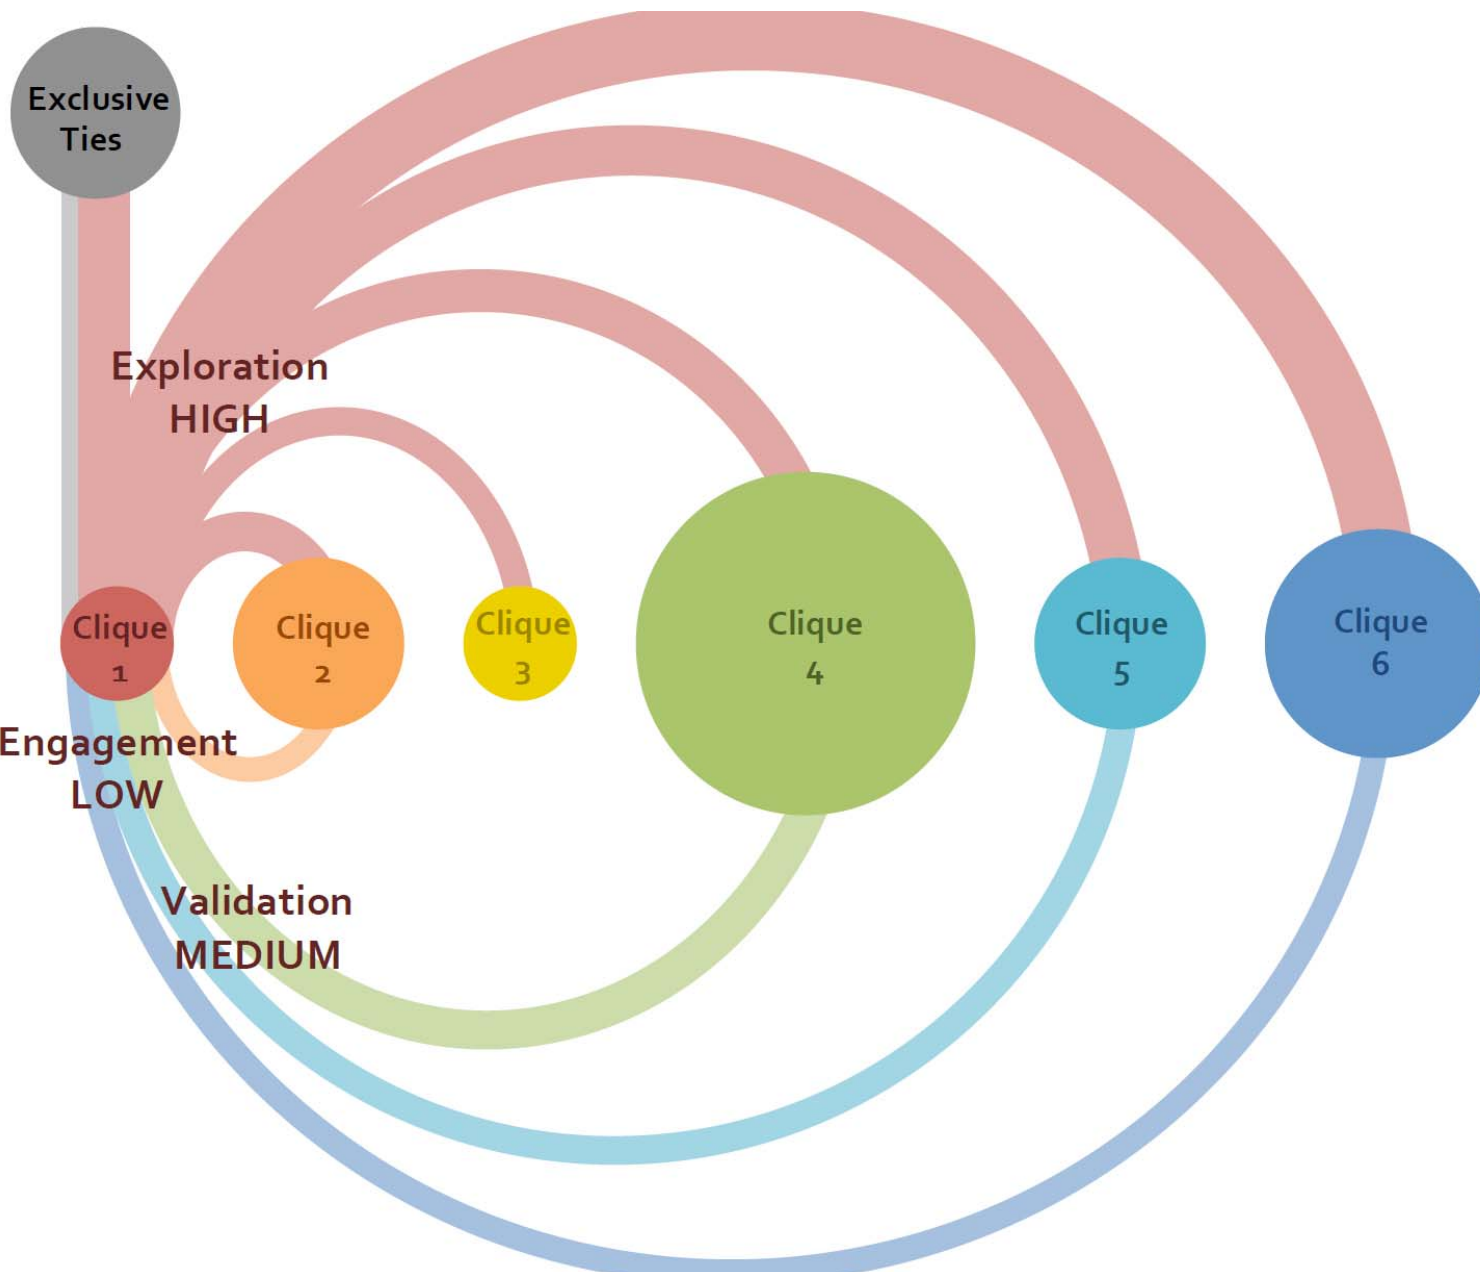 Exclusive
Ties
Exploration
HIGH
Clique
1
Clique
2
Clique
3
Clique
4
Clique
5
Clique
6
Engagement
LOW
Validation
MEDIUM